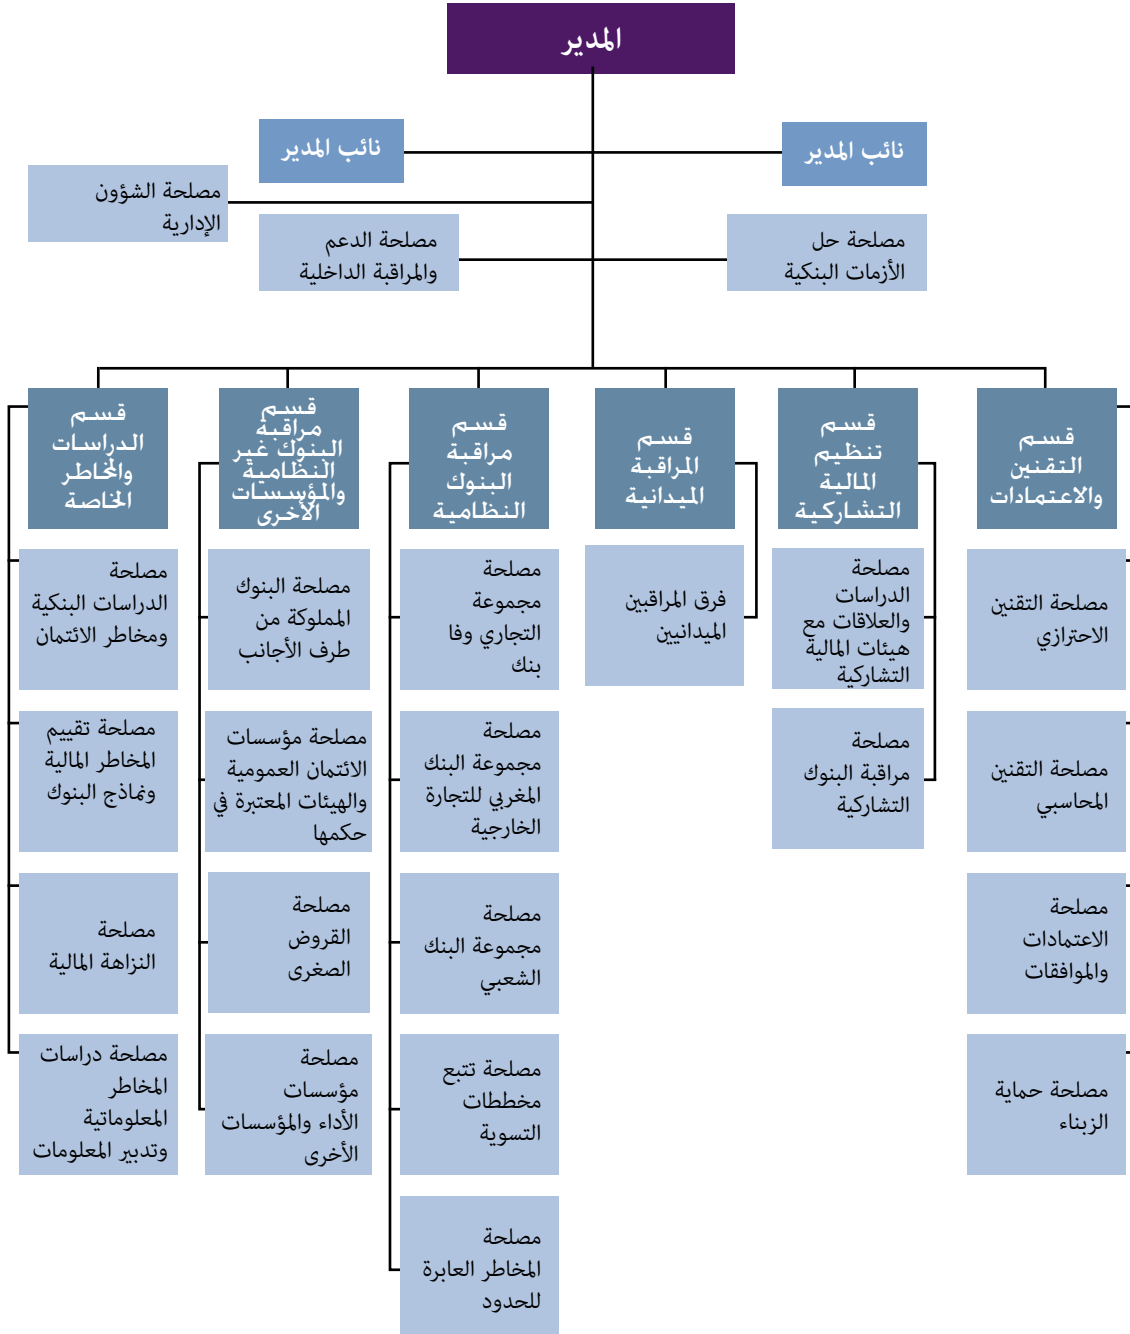 المدير
نائب المدير
نائب المدير
مصلحة الشؤون
الإدارية
مصلحة حل
الأزمات البنكية
مصلحة الدعم
والمراقبة الداخلية
قسم
التقنين
والاعتمادات
مصلحة التقنين
الاحترازي
مصلحة التقنين
المحاسبي
مصلحة
الاعتمادات
والموافقات
مصلحة حماية
الزبناء
قسم
تنظيم
المالية
التشاركية
مصلحة
الدراسات
والعلاقات مع
هيئات المالية
التشاركية
مصلحة
مراقبة البنوك
التشاركية
قسم
المراقبة
الميدانية
فرق المراقبين
الميدانيين
قسم
مراقبة
البنوك
النظامية
مصلحة
مجموعة
التجاري وفا
بنك
مصلحة
مجموعة البنك
المغربي للتجارة
الخارجية
مصلحة
مجموعة البنك
الشعبي
مصلحة تتبع
مخططات
التسوية
مصلحة
المخاطر العابرة
للحدود
قسم
مراقبة
البنوك غير
النظامية
والمؤسسات
الأخرى
مصلحة البنوك
المملوكة من
طرف الأجانب
مصلحة مؤسسات
الائتمان العمومية
والهيئات المعتبرة في
حكمها
مصلحة
القروض
الصغرى
مصلحة
مؤسسات
الأداء والمؤسسات
الأخرى
قسم
الدراسات
والمخاطر
الخاصة
مصلحة
الدراسات البنكية
ومخاطر الائتمان
مصلحة تقييم
المخاطر المالية
ونماذج البنوك
مصلحة
النزاهة المالية
مصلحة دراسات
المخاطر
المعلوماتية
وتدبير المعلومات